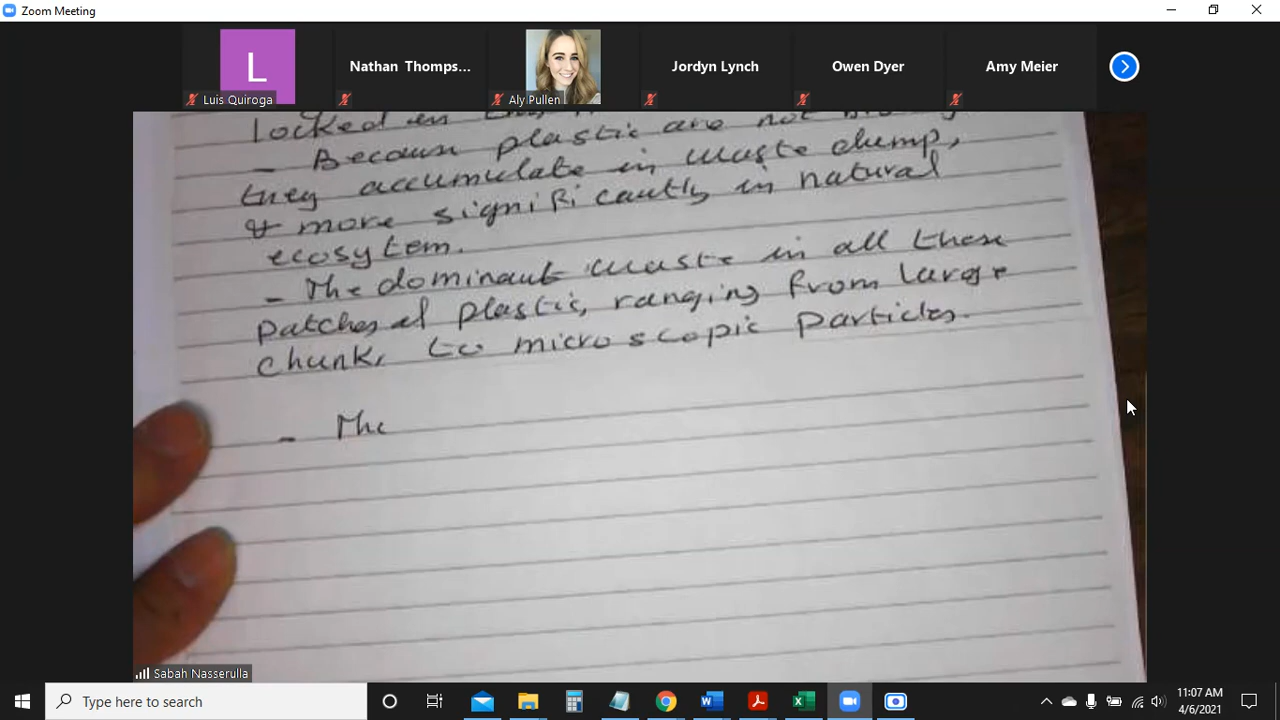 Zoom Meeting
L
Luis Quiroga
Nathan Thomps...
Aly Pullen
Jordyn Lynch
Owen Dyer
Amy Meier
locked in
- Because plastic are not
they accumulate in waste dump,
& more significantly in natural
ecosytem.
- The dominant waste in all these
patches plastic, ranging from large
chunk, to microscopic particles.
- The
Sabah Nasserulla
Type here to search
11:07 AM
4/6/2021